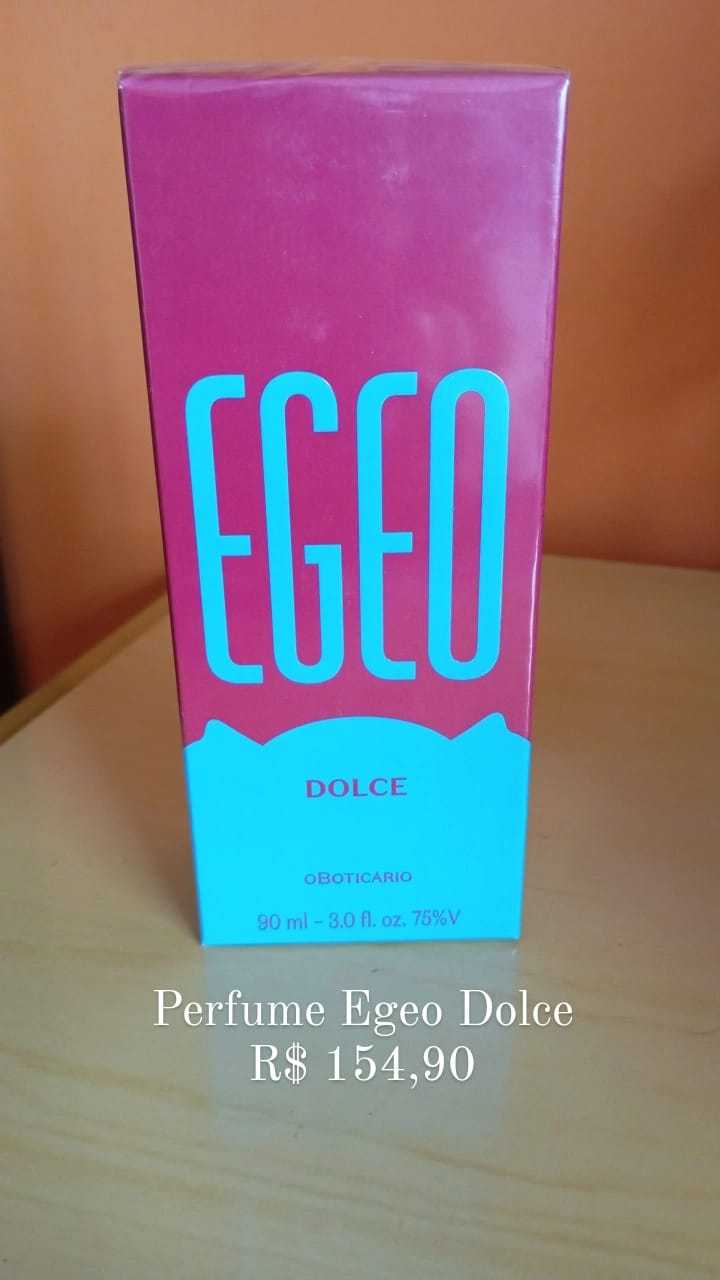 EGEO
DOLCE
oBOTICÁRIO
90 ml - 3.0 fl. oz. 75%V
Perfume Egeo Dolce
R$ 154,90